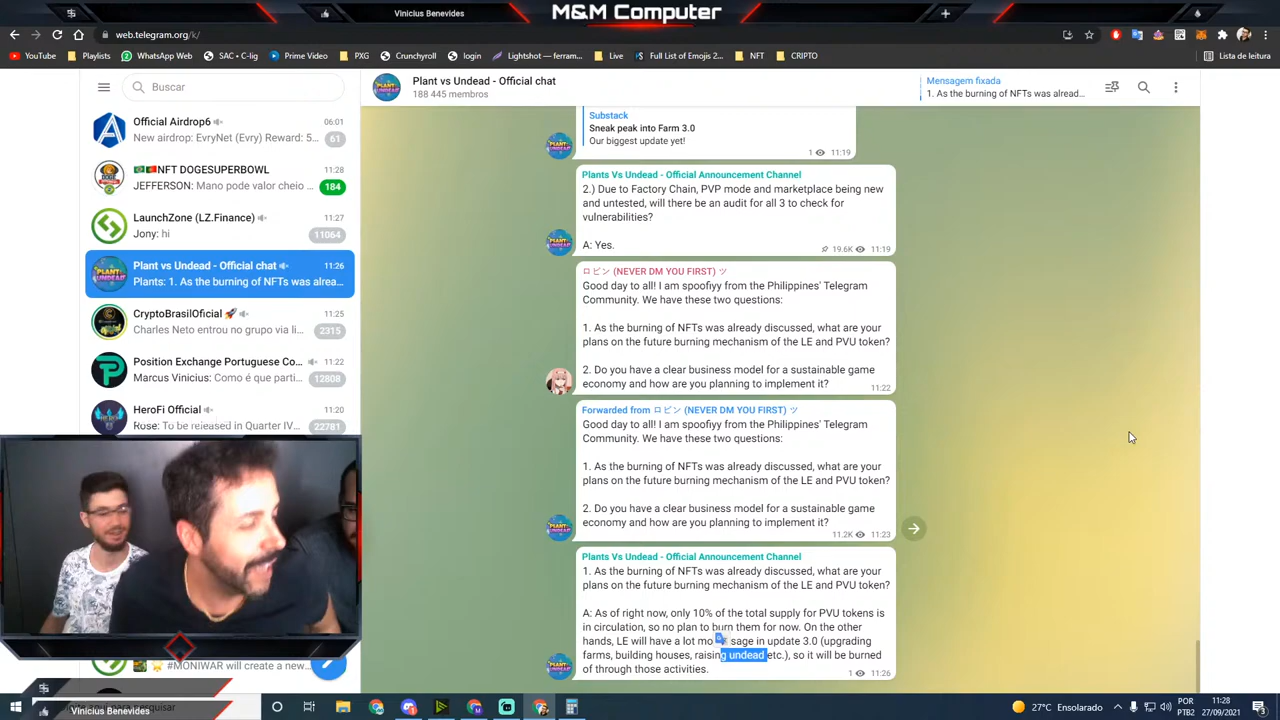 Vinicius Benevides
M&M Computer
web.telegram.org/k/
YouTube
Playlists
WhatsApp Web
SAC • C-lig
Prime Video
PXG
Crunchyroll
login
Lightshot — ferram...
Live
Full List of Emojis 2...
NFT
CRIPTO
Lista de leitura
Buscar
Official Airdrop6
06:01
New airdrop: EvryNet (Evry) Reward: 5...
61
NFT DOGESUPERBOWL
11:28
JEFFERSON: Mano pode valor cheio ...
184
LaunchZone (LZ.Finance)
11:27
Jony: hi
11064
Plant vs Undead - Official chat
11:26
Plants: 1. As the burning of NFTs was alrea...
CryptoBrasilOficial 🚀
11:25
Charles Neto entrou no grupo via li...
2315
Position Exchange Portuguese Co...
11:22
Marcus Vinicius: Como é que parti...
12808
HeroFi Official
11:20
Rose: To be released in Quarter IV...
22781
#MONIWAR will create a new...
Plant vs Undead - Official chat
188 445 membros
Mensagem fixada
1. As the burning of NFTs was alread...
Substack
Sneak peak into Farm 3.0
Our biggest update yet!
1 11:19
Plants Vs Undead - Official Announcement Channel
2.) Due to Factory Chain, PVP mode and marketplace being new
and untested, will there be an audit for all 3 to check for
vulnerabilities?
A: Yes.
19.6K 11:19
ロビン (NEVER DM YOU FIRST) ツ
Good day to all! I am spoofiyy from the Philippines' Telegram
Community. We have these two questions:
1. As the burning of NFTs was already discussed, what are your
plans on the future burning mechanism of the LE and PVU token?
2. Do you have a clear business model for a sustainable game
economy and how are you planning to implement it?
11:22
Forwarded from ロビン (NEVER DM YOU FIRST) ツ
Good day to all! I am spoofiyy from the Philippines' Telegram
Community. We have these two questions:
1. As the burning of NFTs was already discussed, what are your
plans on the future burning mechanism of the LE and PVU token?
2. Do you have a clear business model for a sustainable game
economy and how are you planning to implement it?
11.2K 11:23
Plants Vs Undead - Official Announcement Channel
1. As the burning of NFTs was already discussed, what are your
plans on the future burning mechanism of the LE and PVU token?
A: As of right now, only 10% of the total supply for PVU tokens is
in circulation, so no plan to burn them for now. On the other
hands, LE will have a lot mo sage in update 3.0 (upgrading
farms, building houses, raising undead etc.), so it will be burned
of through those activities.
1 11:26
Vinicius Benevides
pesquisar
27°C Ensolarado
POR
PTB2
11:28
27/09/2021